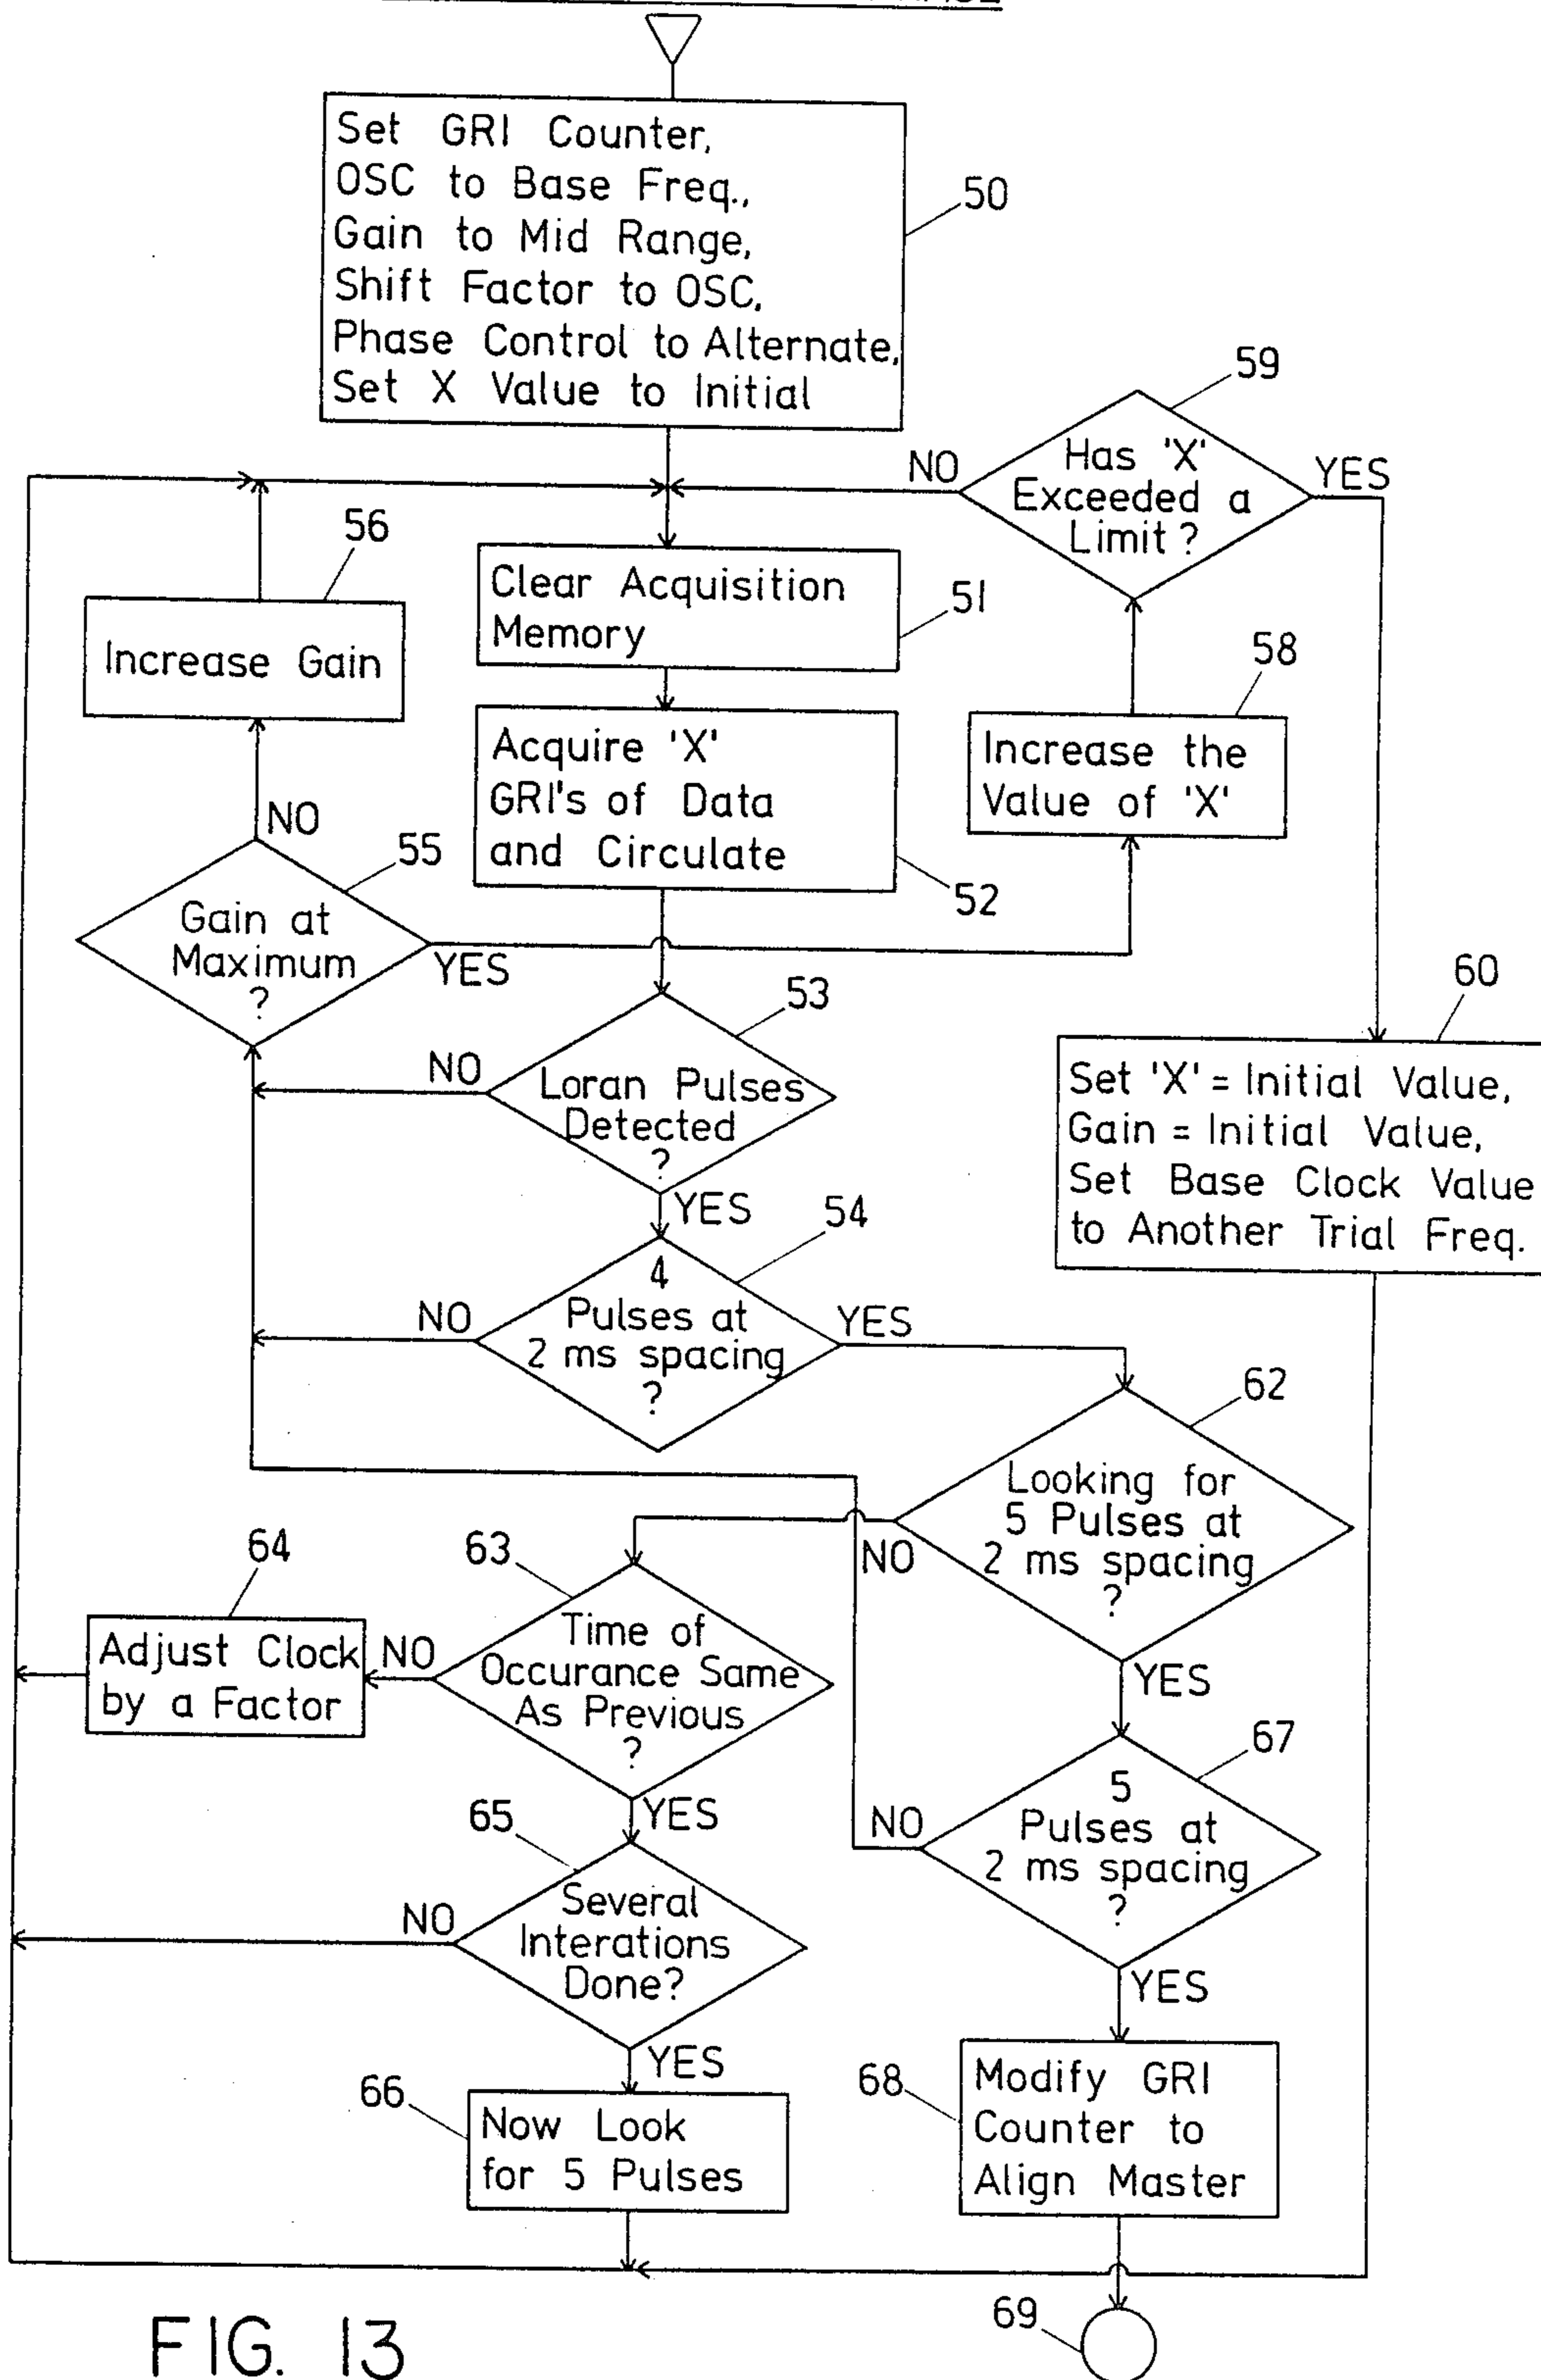 Set GRI Counter,
OSC to Base Freq.,
Gain to Mid Range,
Shift Factor to OSC,
Phase Control to Alternate,
Set X Value to Initial
50
59
Has 'X'
Exceeded a
Limit?
NO
YES
56
Increase Gain
Clear Acquisition
Memory
51
58
Increase the
Value of 'X'
Acquire 'X'
GRI's of Data
and Circulate
52
NO
55
Gain at
Maximum
?
YES
53
Loran Pulses
Detected
?
NO
YES
60
Set 'X' = Initial Value,
Gain = Initial Value,
Set Base Clock Value
to Another Trial Freq.
54
4
Pulses at
2 ms spacing
?
NO
YES
62
Looking for
5 Pulses at
2 ms spacing
?
NO
YES
63
Time of
Occurance Same
As Previous
?
NO
YES
64
Adjust Clock
by a Factor
67
5
Pulses at
2 ms spacing
?
NO
YES
65
Several
Interations
Done?
NO
YES
66
Now Look
for 5 Pulses
68
Modify GRI
Counter to
Align Master
69
FIG. 13